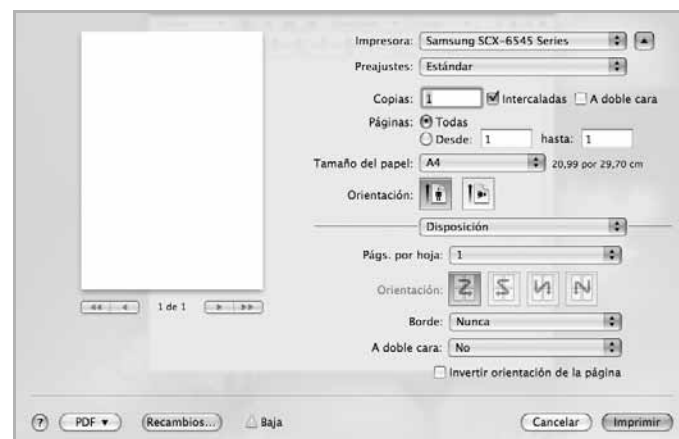 Impresora: Samsung SCX-6545 Series
Preajustes: Estándar
Copias: 1 Intercaladas A doble cara
Páginas: Todas
Desde: 1 hasta: 1
Tamaño del papel: A4 20,99 por 29,70 cm
Orientación:
Disposición
Págs. por hoja: 1
Orientación:
1 de 1
Borde: Nunca
A doble cara: No
Invertir orientación de la página
? PDF Recambios... Baja Cancelar Imprimir